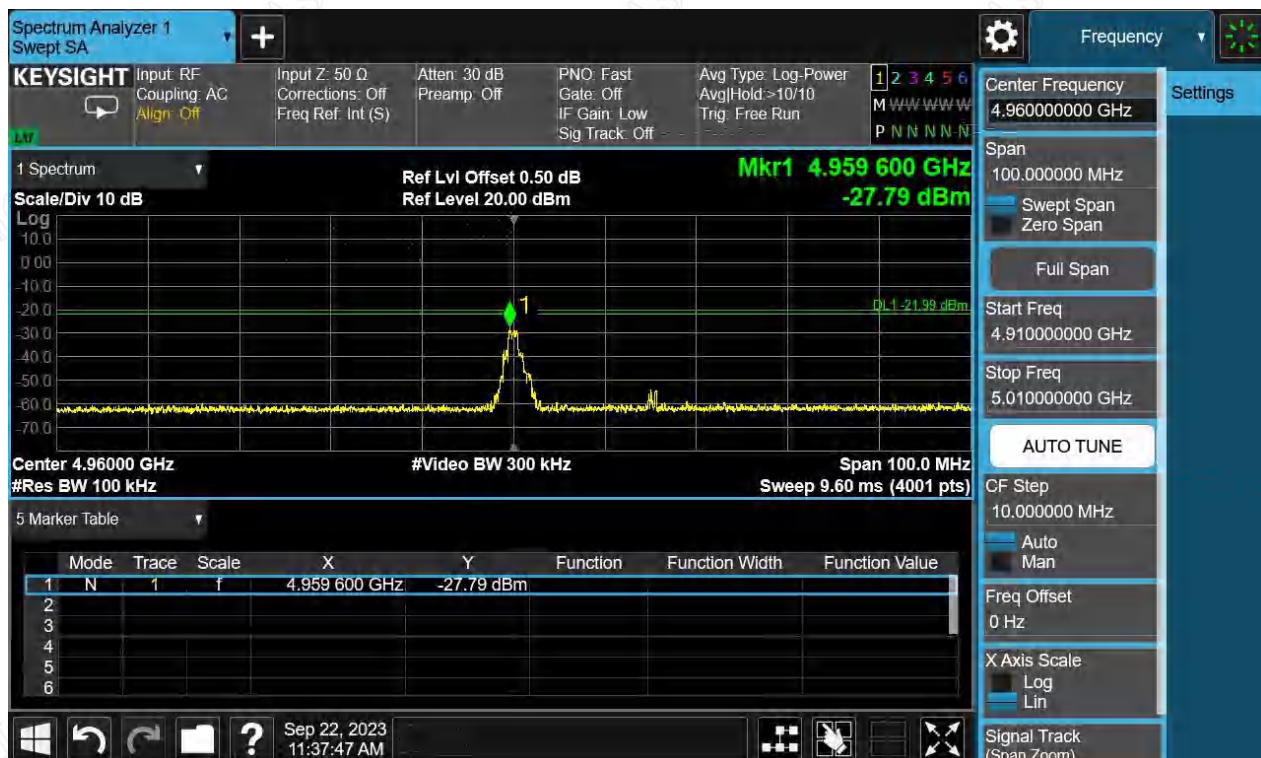 Spectrum Analyzer 1
Swept SA
+
Frequency
KEYSIGHT
Input: RF
Coupling: AC
Align: Off
Input Z: 50 Ω
Corrections: Off
Freq Ref: Int (S)
Atten: 30 dB
Preamp: Off
PNO: Fast
Gate: Off
IF Gain: Low
Sig Track: Off
Avg Type: Log-Power
Avg|Hold:>10/10
Trig: Free Run
1 2 3 4 5 6
M W W W W W
P N N N N N
1 Spectrum
Scale/Div 10 dB
Ref Lvl Offset 0.50 dB
Ref Level 20.00 dBm
Mkr1 4.959 600 GHz
-27.79 dBm
Log
10.0
0.00
-10.0
-20.0
-30.0
-40.0
-50.0
-60.0
-70.0
1
DL1 -21.99 dBm
Center 4.96000 GHz
#Video BW 300 kHz
Span 100.0 MHz
#Res BW 100 kHz
Sweep 9.60 ms (4001 pts)
5 Marker Table
Mode Trace Scale X Y Function Function Width Function Value
1 N 1 f 4.959 600 GHz -27.79 dBm
2
3
4
5
6
?
Sep 22, 2023
11:37:47 AM
Center Frequency
4.960000000 GHz
Settings
Span
100.000000 MHz
Swept Span
Zero Span
Full Span
Start Freq
4.910000000 GHz
Stop Freq
5.010000000 GHz
AUTO TUNE
CF Step
10.000000 MHz
Auto
Man
Freq Offset
0 Hz
X Axis Scale
Log
Lin
Signal Track
(Span Zoom)